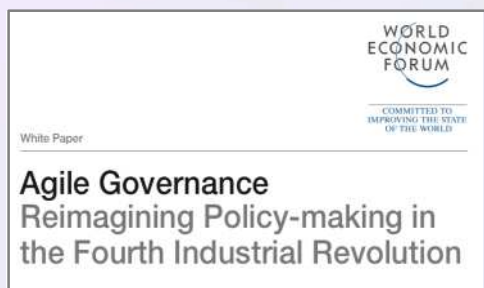 WORLD
ECONOMIC
FORUM
COMMITTED TO
IMPROVING THE STATE
OF THE WORLD
White Paper
Agile Governance
Reimagining Policy-making in
the Fourth Industrial Revolution